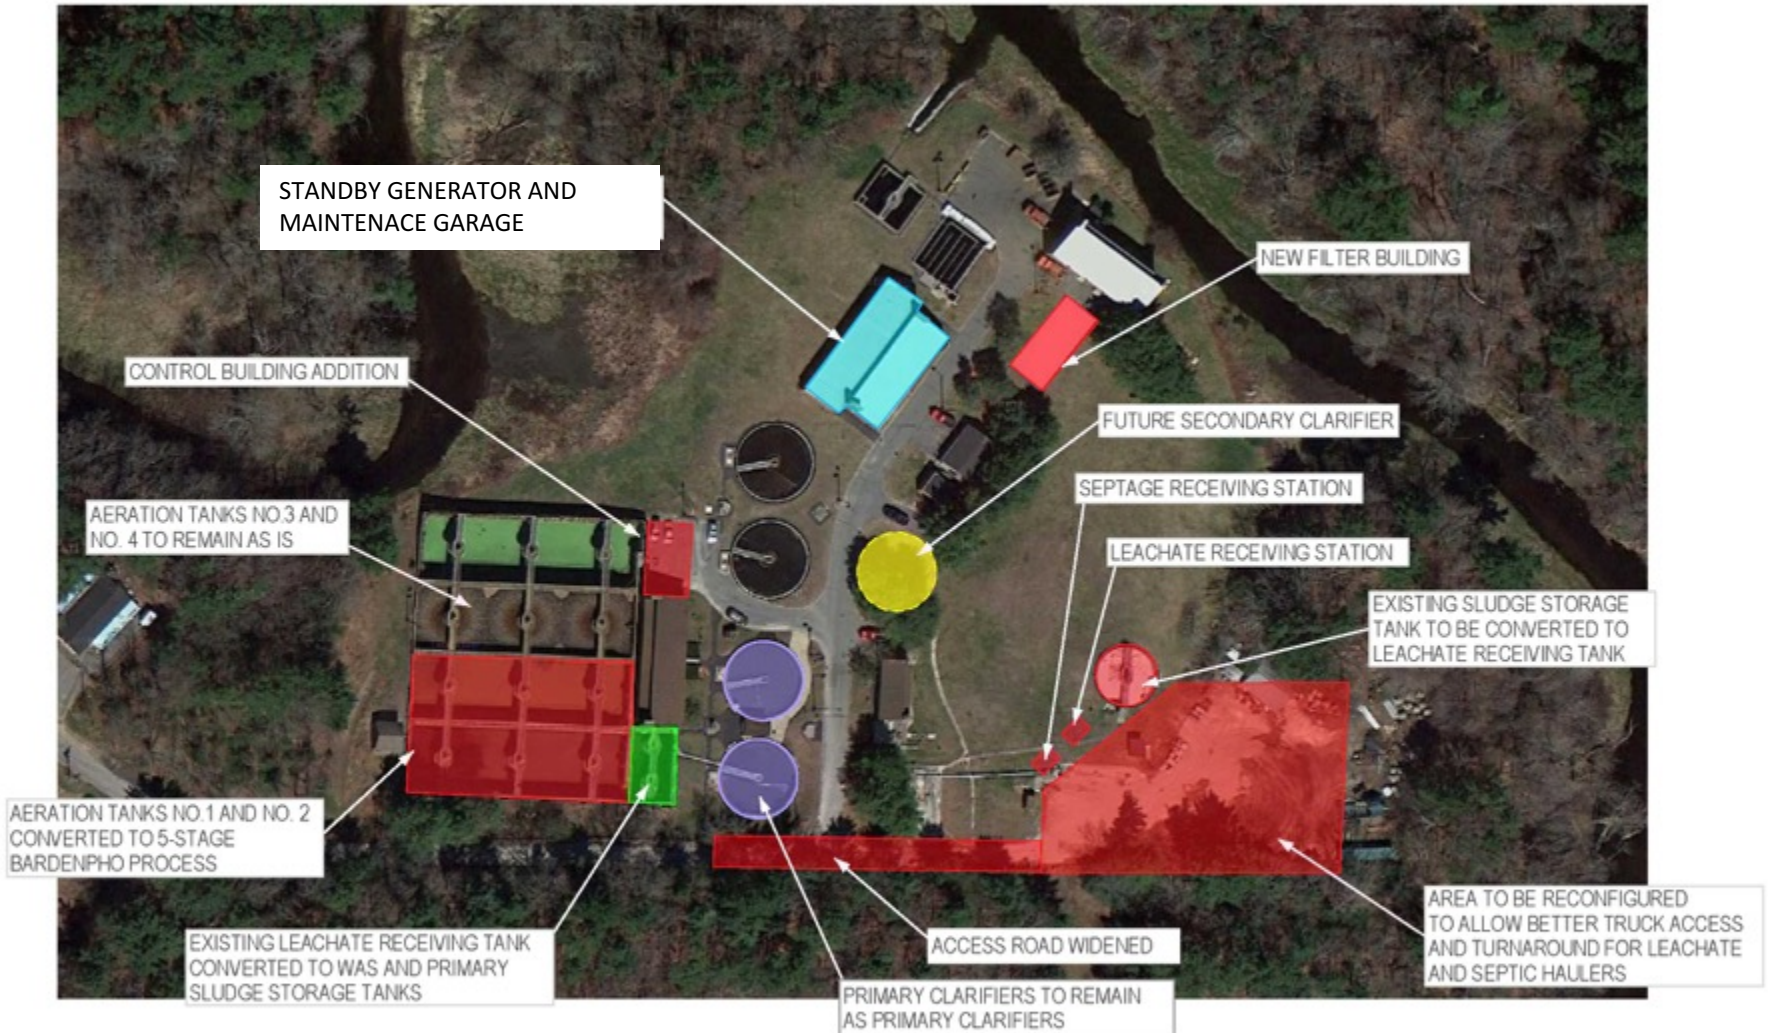 STANDBY GENERATOR AND
MAINTENACE GARAGE
NEW FILTER BUILDING
CONTROL BUILDING ADDITION
FUTURE SECONDARY CLARIFIER
SEPTAGE RECEIVING STATION
AERATION TANKS NO.3 AND
NO. 4 TO REMAIN AS IS
LEACHATE RECEIVING STATION
EXISTING SLUDGE STORAGE
TANK TO BE CONVERTED TO
LEACHATE RECEIVING TANK
AERATION TANKS NO.1 AND NO. 2
CONVERTED TO 5-STAGE
BARDENPHO PROCESS
EXISTING LEACHATE RECEIVING TANK
CONVERTED TO WAS AND PRIMARY
SLUDGE STORAGE TANKS
ACCESS ROAD WIDENED
PRIMARY CLARIFIERS TO REMAIN
AS PRIMARY CLARIFIERS
AREA TO BE RECONFIGURED
TO ALLOW BETTER TRUCK ACCESS
AND TURNAROUND FOR LEACHATE
AND SEPTIC HAULERS